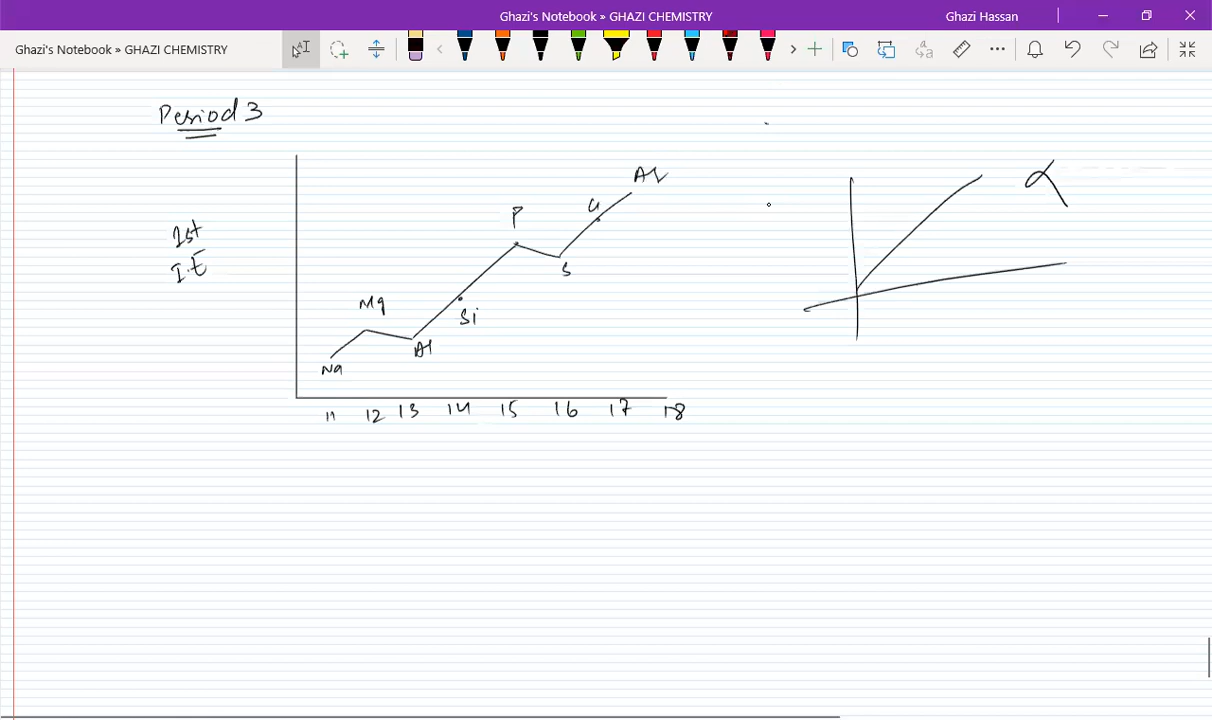 Ghazi's Notebook » GHAZI CHEMISTRY
Ghazi Hassan
Ghazi's Notebook » GHAZI CHEMISTRY
Period 3
1st
I.E
Na
Mg
Al
Si
P
S
Cl
Ar
11 12 13 14 15 16 17 18
α